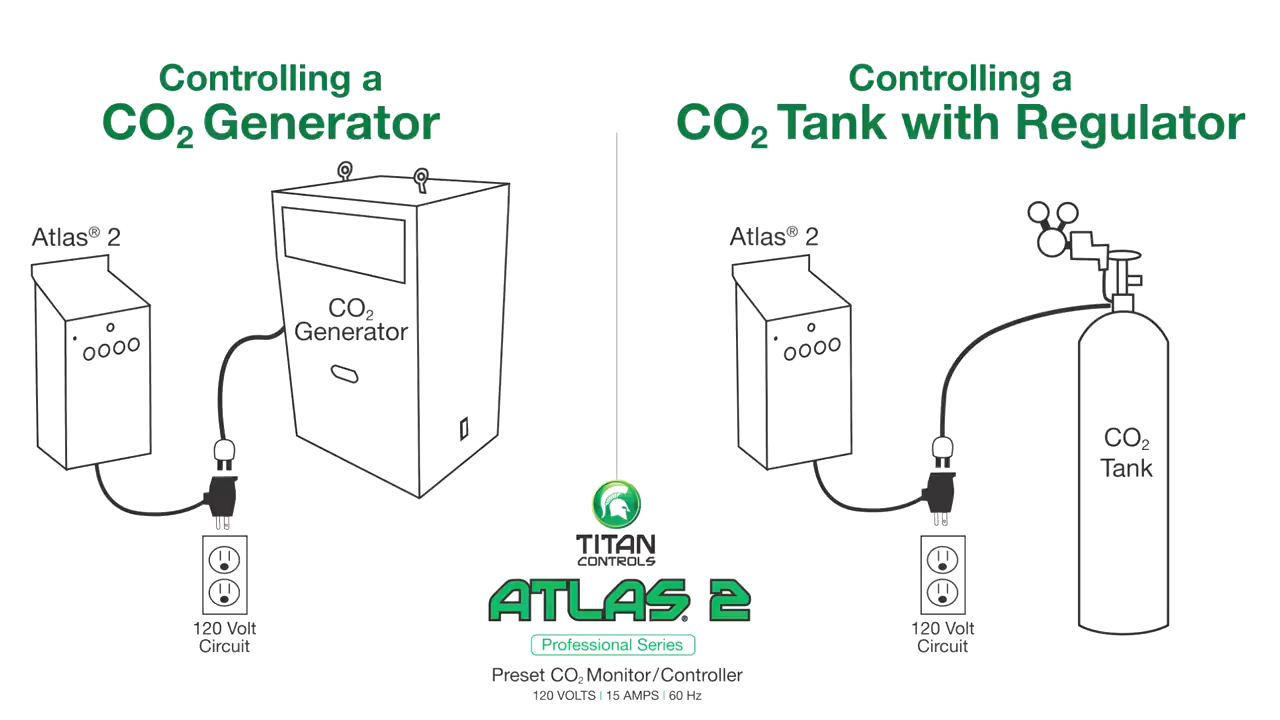 Controlling a
CO₂ Generator
Atlas® 2
CO₂
Generator
120 Volt
Circuit
Controlling a
CO₂ Tank with Regulator
Atlas® 2
CO₂
Tank
120 Volt
Circuit
TITAN
CONTROLS
ATLAS® 2
Professional Series
Preset CO₂ Monitor/Controller
120 VOLTS | 15 AMPS | 60 Hz